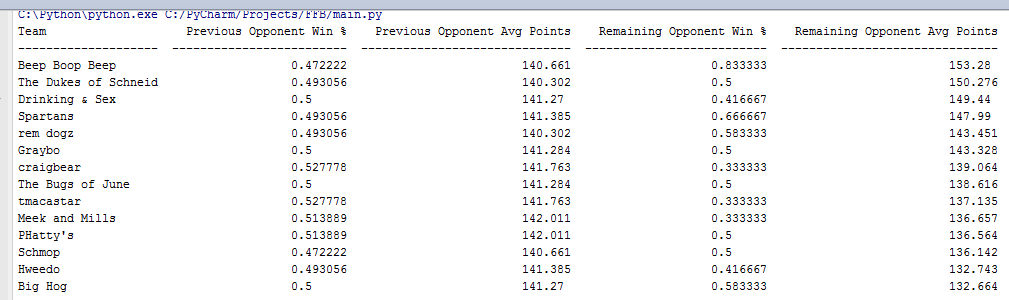 C:\Python\python.exe C:/PyCharm/Projects/FFB/main.py
Team Previous Opponent Win % Previous Opponent Avg Points Remaining Opponent Win % Remaining Opponent Avg Points
Beep Boop Beep 0.472222 140.661 0.833333 153.28
The Dukes of Schneid 0.493056 140.302 0.5 150.276
Drinking & Sex 0.5 141.27 0.416667 149.44
Spartans 0.493056 141.385 0.666667 147.99
rem dogz 0.493056 140.302 0.583333 143.451
Graybo 0.5 141.284 0.5 143.328
craigbear 0.527778 141.763 0.333333 139.064
The Bugs of June 0.5 141.284 0.5 138.616
tmacastar 0.527778 141.763 0.333333 137.135
Meek and Mills 0.513889 142.011 0.333333 136.657
PHatty's 0.513889 142.011 0.5 136.564
Schmop 0.472222 140.661 0.5 136.142
Hweedo 0.493056 141.385 0.416667 132.743
Big Hog 0.5 141.27 0.583333 132.664